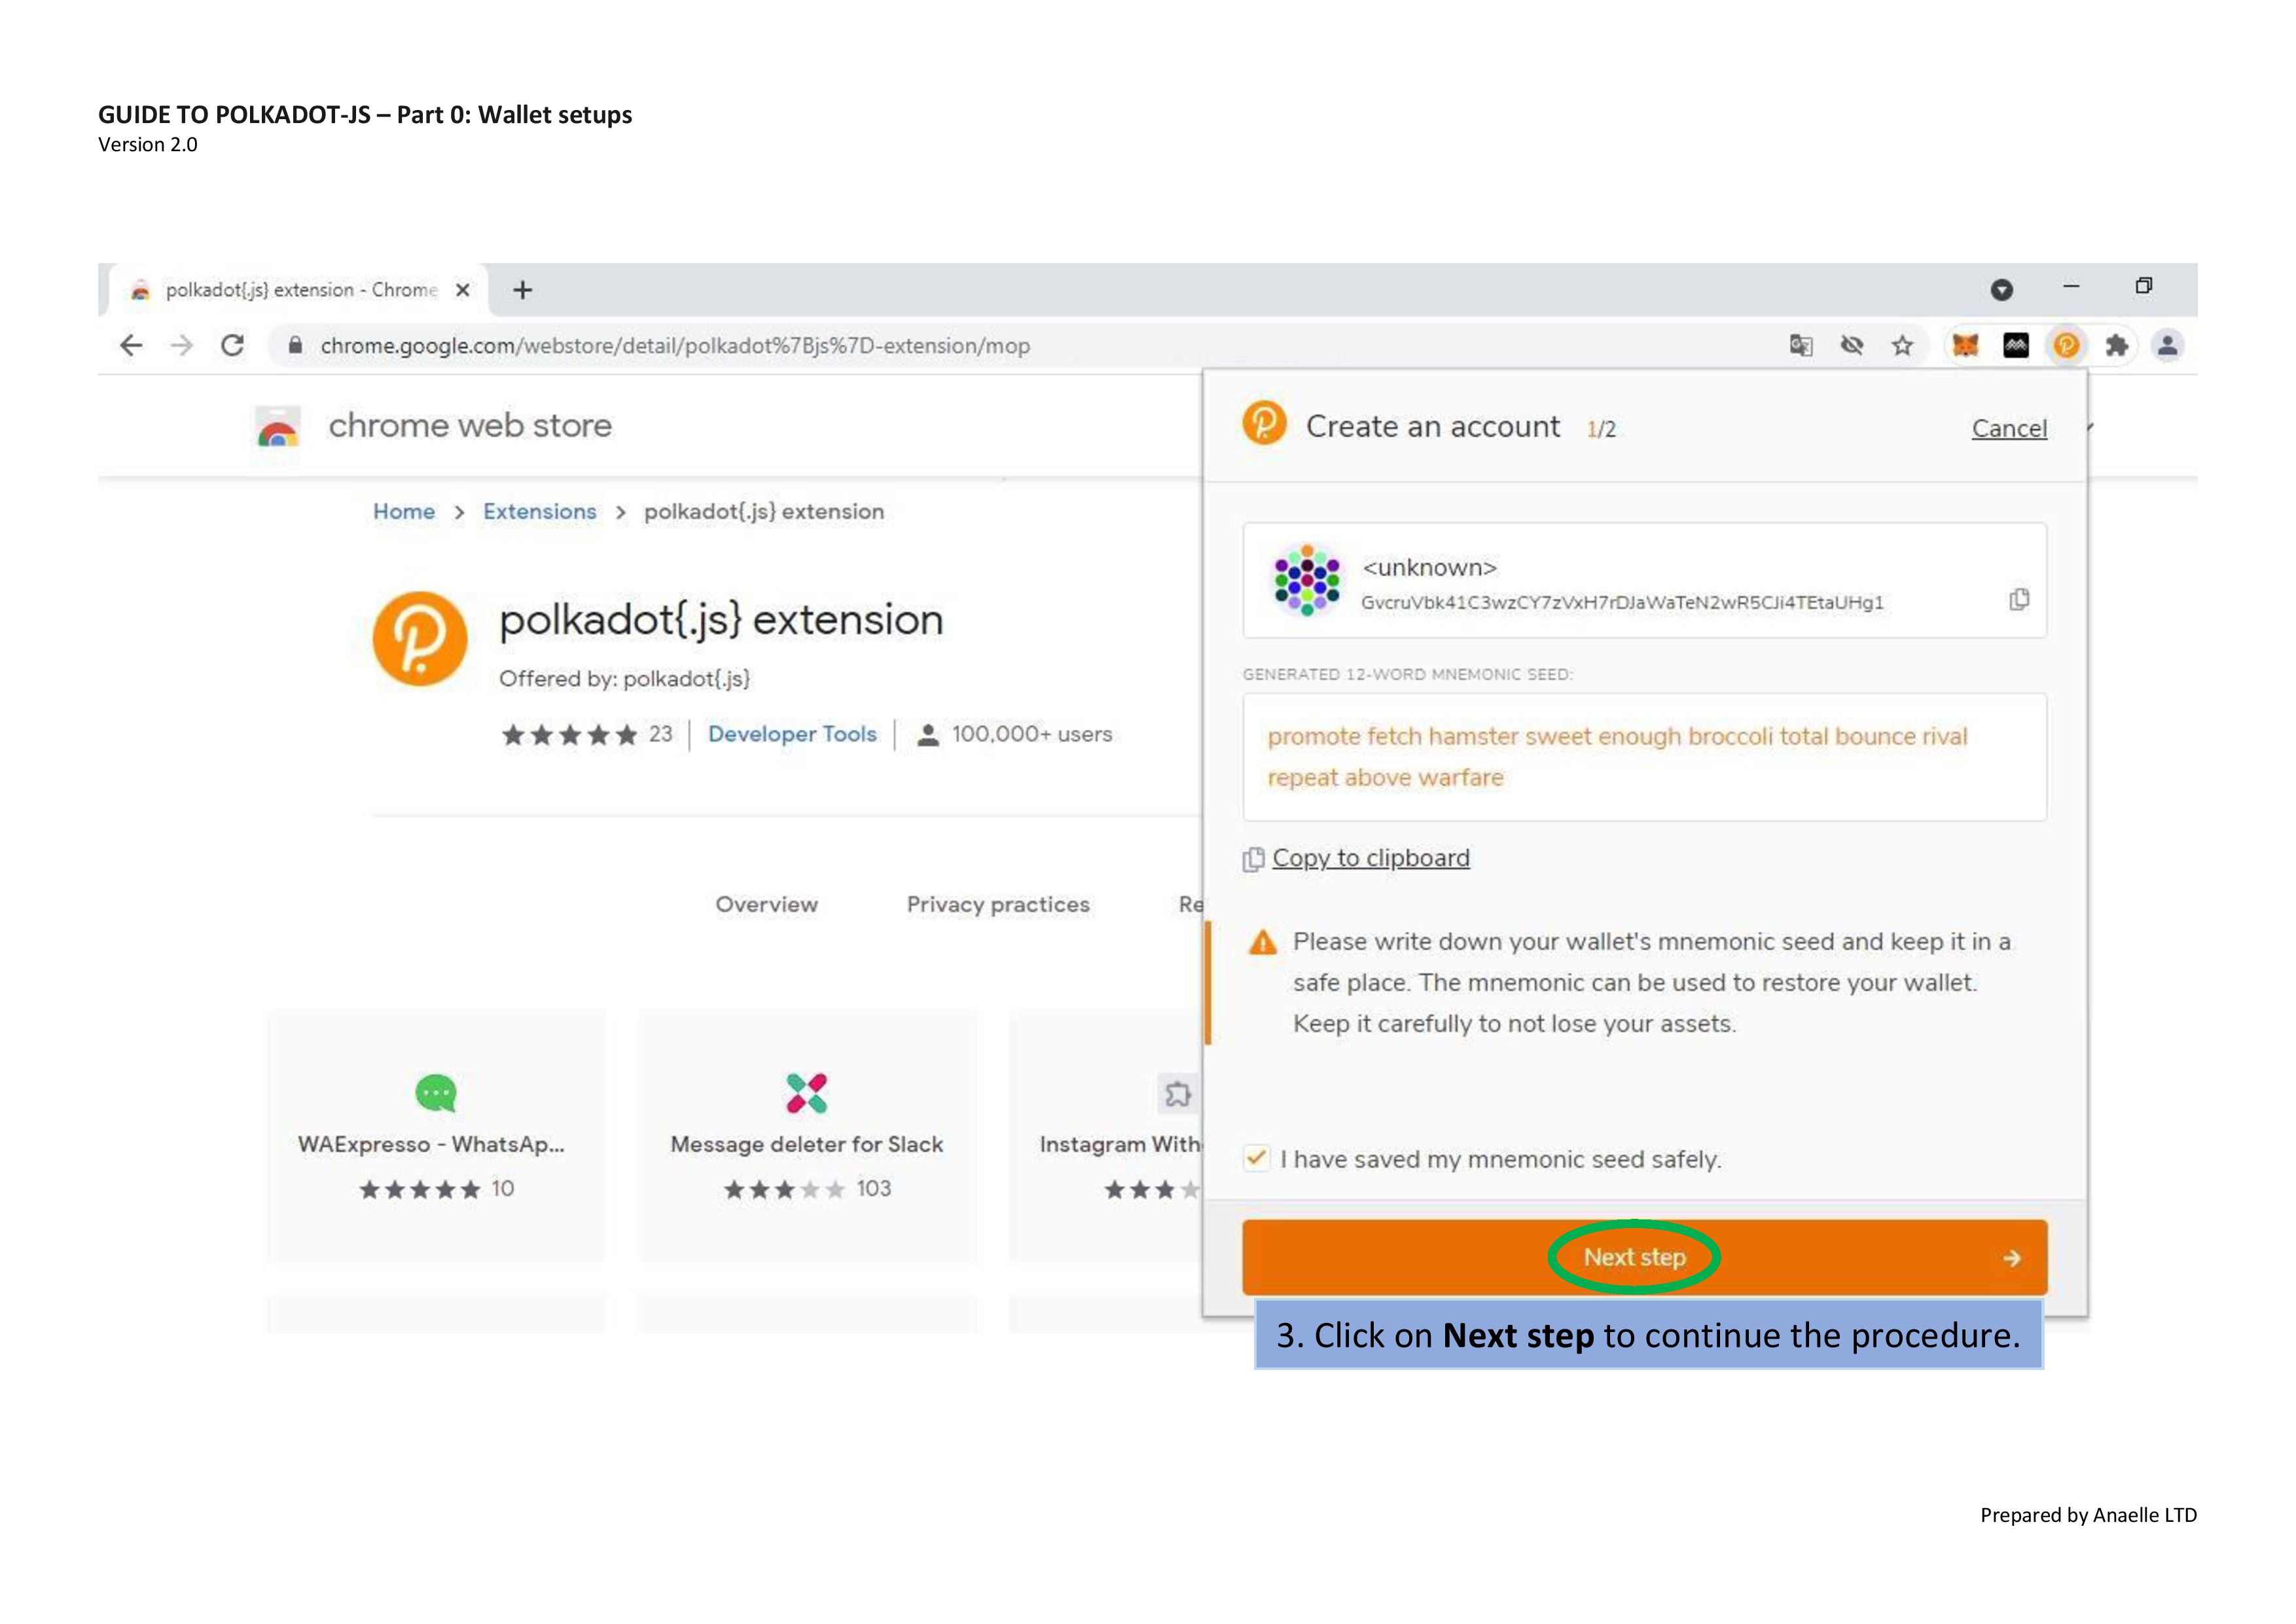 GUIDE TO POLKADOT-JS – Part 0: Wallet setups
Version 2.0
polkadot{.js} extension - Chrome
chrome.google.com/webstore/detail/polkadot%7Bjs%7D-extension/mop
chrome web store
Home > Extensions > polkadot{.js} extension
polkadot{.js} extension
Offered by: polkadot{.js}
23 | Developer Tools | 100,000+ users
Overview Privacy practices Re
WAExpresso - WhatsAp...
10
Message deleter for Slack
103
Instagram With
Create an account 1/2
Cancel
<unknown>
GvcruVbk41C3wzCY7zVxH7rDJaWaTeN2wR5CJi4TEtaUHg1
GENERATED 12-WORD MNEMONIC SEED:
promote fetch hamster sweet enough broccoli total bounce rival
repeat above warfare
Copy to clipboard
Please write down your wallet's mnemonic seed and keep it in a
safe place. The mnemonic can be used to restore your wallet.
Keep it carefully to not lose your assets.
I have saved my mnemonic seed safely.
Next step
3. Click on Next step to continue the procedure.
Prepared by Anaelle LTD